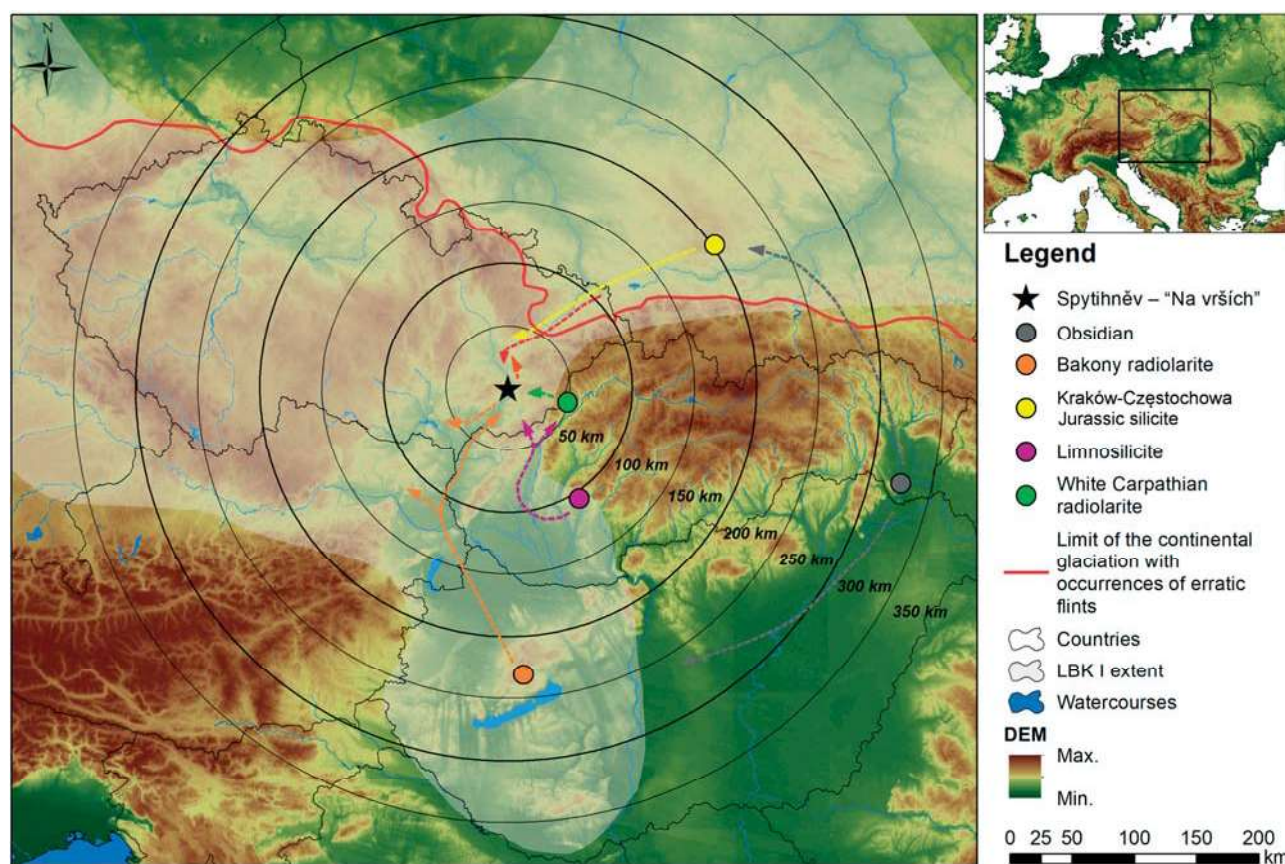 N
50 km
100 km
150 km
200 km
250 km
300 km
350 km
Legend
Spytihněv – “Na vrších”
Obsidian
Bakony radiolarite
Kraków-Częstochowa
Jurassic silicite
Limnosilicite
White Carpathian
radiolarite
Limit of the continental
glaciation with
occurrences of erratic
flints
Countries
LBK I extent
Watercourses
DEM
Max.
Min.
0 25 50 100 150 200
km